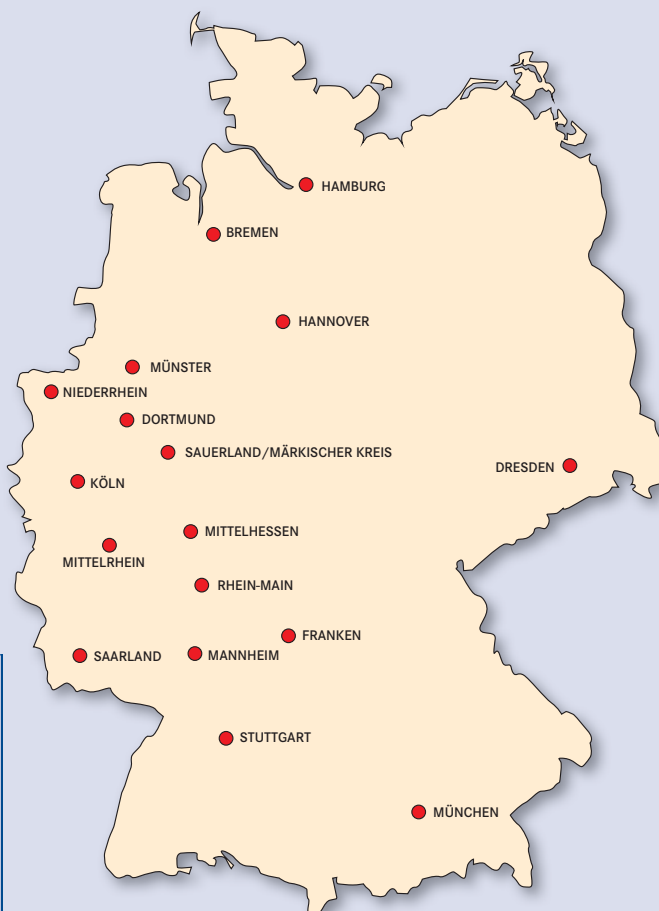 HAMBURG
BREMEN
HANNOVER
MÜNSTER
NIEDERRHEIN
DORTMUND
SAUERLAND/MÄRKISCHER KREIS
DRESDEN
KÖLN
MITTELHESSEN
MITTELRHEIN
RHEIN-MAIN
FRANKEN
SAARLAND
MANNHEIM
STUTTGART
MÜNCHEN